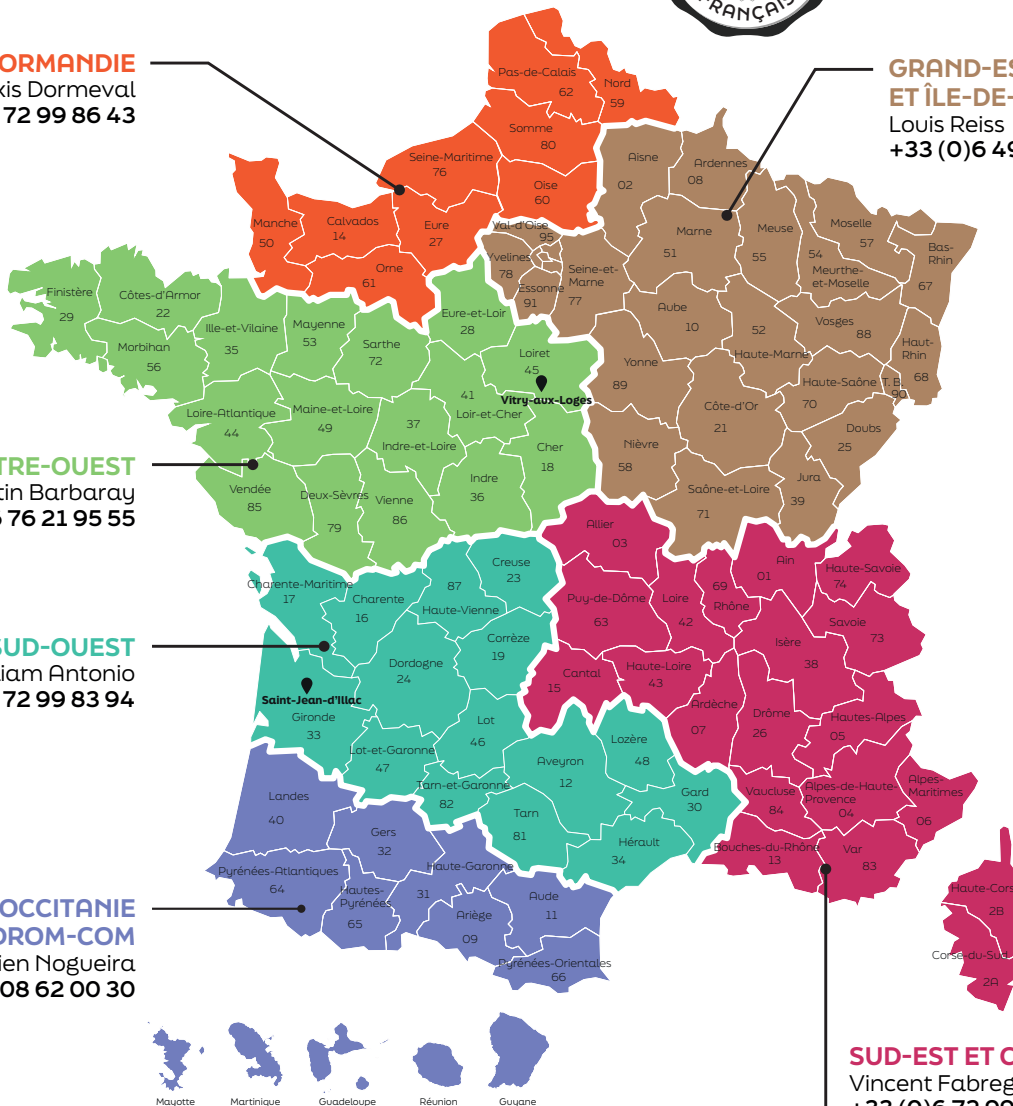 FRANÇAIS
ORMANDIE
xis Dormeval
72 99 86 43
GRAND-ES
ET ÎLE-DE-
Louis Reiss
+33 (0)6 49
Pas-de-Calais
62
Nord
59
Somme
80
Seine-Maritime
76
Oise
60
Aisne
02
Ardennes
08
Manche
50
Calvados
14
Eure
27
Orne
61
Val-d'Oise
95
Yvelines
78
Essonne
91
Seine-et-
Marne
77
Marne
51
Meuse
55
Moselle
57
54
Meurthe-
et-Moselle
Bas-
Rhin
67
Finistère
29
Côtes-d'Armor
22
Morbihan
56
Ille-et-Vilaine
35
Mayenne
53
Sarthe
72
Eure-et-Loir
28
Loiret
45
Vitry-aux-Loges
Aube
10
52
Haute-Marne
Vosges
88
Haut-
Rhin
68
Yonne
89
Haute-Saône
70
T. B.
90
Loire-Atlantique
44
Maine-et-Loire
49
37
Indre-et-Loire
41
Loir-et-Cher
Cher
18
Côte-d'Or
21
Doubs
25
Nièvre
58
Jura
39
Saône-et-Loire
71
TRE-OUEST
tin Barbaray
6 76 21 95 55
Vendée
85
Deux-Sèvres
79
Vienne
86
Indre
36
Allier
03
Ain
01
Haute-Savoie
74
Charente-Maritime
17
Charente
16
87
Haute-Vienne
Creuse
23
Puy-de-Dôme
63
Loire
42
69
Rhône
Savoie
73
Isère
38
SUD-OUEST
liam Antonio
72 99 83 94
Corrèze
19
Dordogne
24
Saint-Jean-d'Illac
Gironde
33
Cantal
15
Haute-Loire
43
Ardèche
07
Drôme
26
Hautes-Alpes
05
Lot
46
Lot-et-Garonne
47
Tarn-et-Garonne
82
Aveyron
12
Lozère
48
Gard
30
Vaucluse
84
Alpes-de-Haute-
Provence
04
Alpes-
Maritimes
06
Landes
40
Gers
32
Tarn
81
Hérault
34
Bouches-du-Rhône
13
Var
83
Pyrénées-Atlantiques
64
Hautes-
Pyrénées
65
Haute-Garonne
31
Ariège
09
Aude
11
Pyrénées-Orientales
66
Haute-Cors
2B
Corse-du-Sud
2A
OCCITANIE
DROM-COM
ien Nogueira
08 62 00 30
Mayotte
Martinique
Guadeloupe
Réunion
Guyane
SUD-EST ET C
Vincent Fabreg
+33 (0)6 72 99